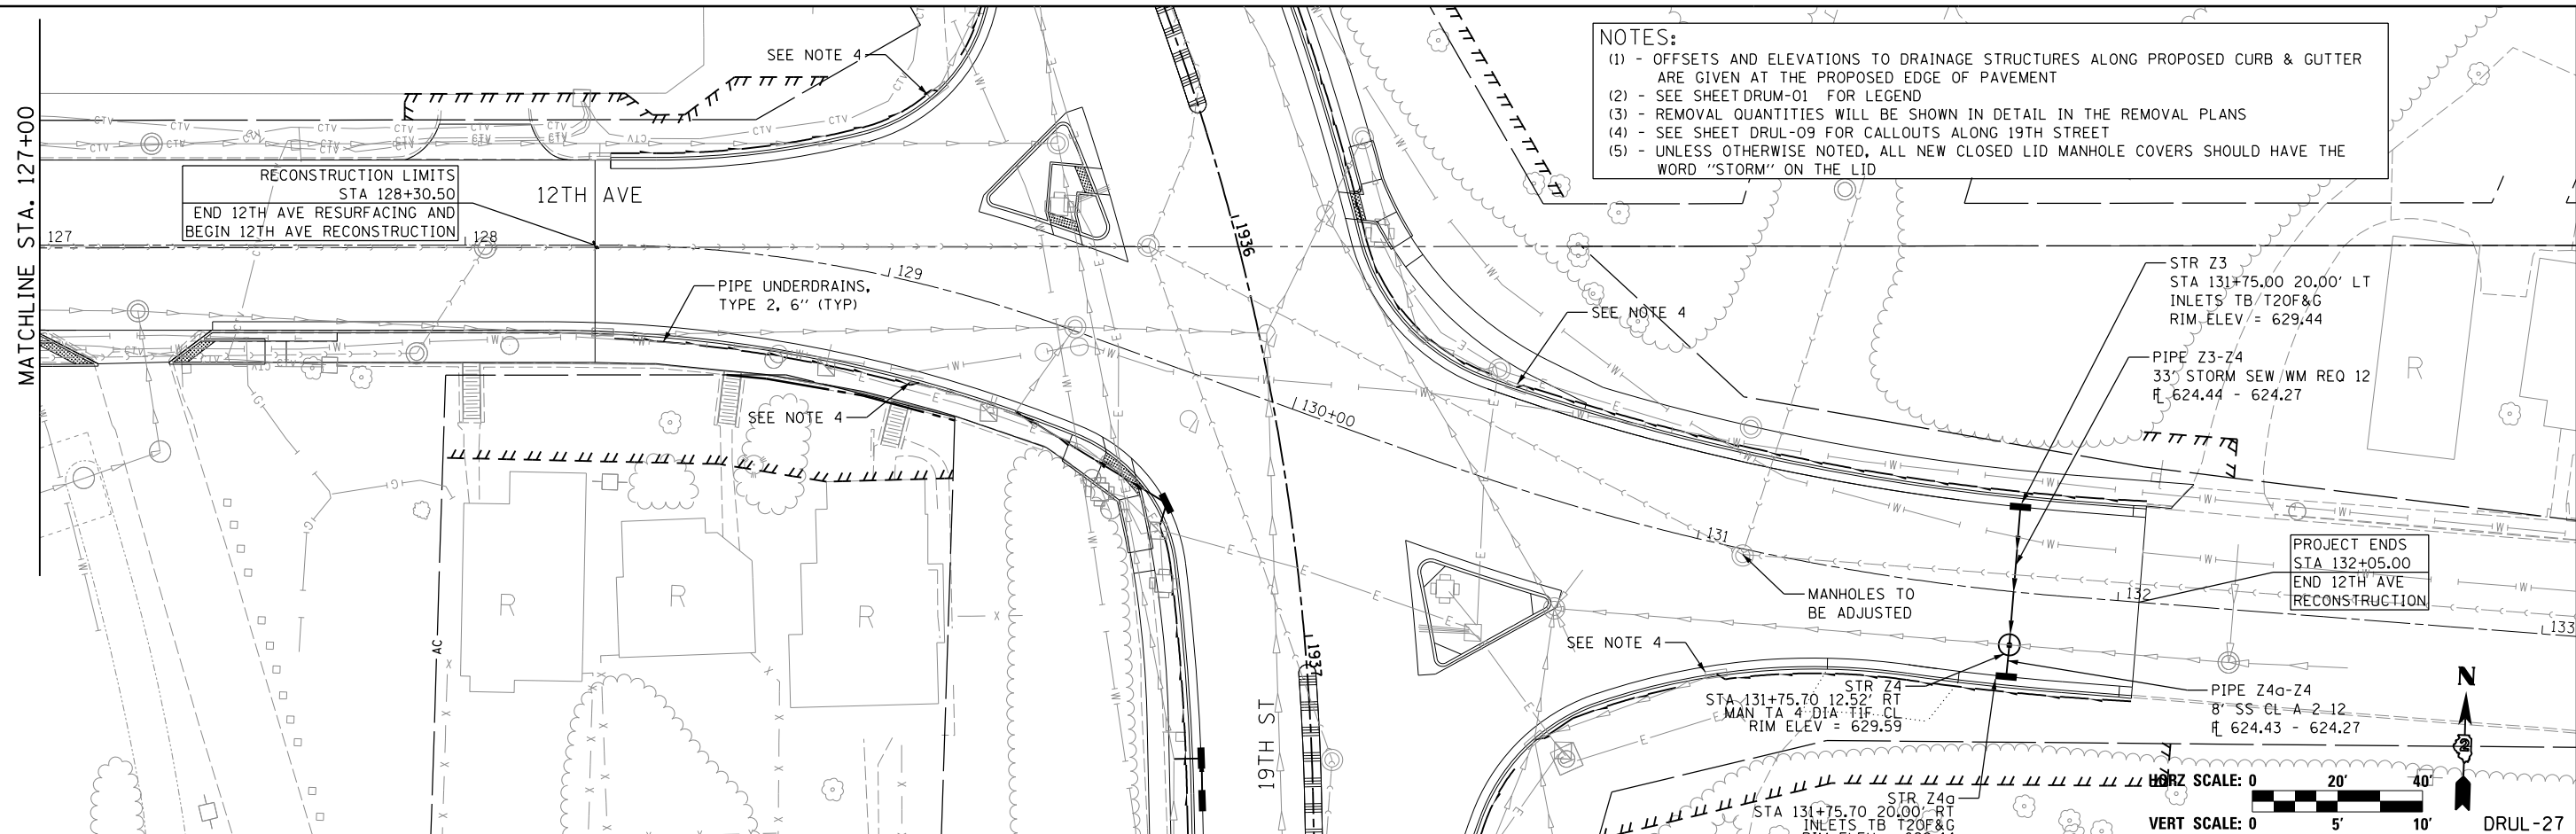 MATCHLINE STA. 127+00
SEE NOTE 4
NOTES:
(1) - OFFSETS AND ELEVATIONS TO DRAINAGE STRUCTURES ALONG PROPOSED CURB & GUTTER
ARE GIVEN AT THE PROPOSED EDGE OF PAVEMENT
(2) - SEE SHEET DRUM-01 FOR LEGEND
(3) - REMOVAL QUANTITIES WILL BE SHOWN IN DETAIL IN THE REMOVAL PLANS
(4) - SEE SHEET DRUL-09 FOR CALLOUTS ALONG 19TH STREET
(5) - UNLESS OTHERWISE NOTED, ALL NEW CLOSED LID MANHOLE COVERS SHOULD HAVE THE
WORD "STORM" ON THE LID
RECONSTRUCTION LIMITS
STA 128+30.50
END 12TH AVE RESURFACING AND
BEGIN 12TH AVE RECONSTRUCTION
12TH AVE
127
128
129
130+00
131
132
133
1936
1937
PIPE UNDERDRAINS,
TYPE 2, 6" (TYP)
SEE NOTE 4
SEE NOTE 4
STR Z3
STA 131+75.00 20.00' LT
INLETS TB T20F&G
RIM ELEV = 629.44
PIPE Z3-Z4
33' STORM SEW WM REQ 12
FL 624.44 - 624.27
R
R
R
R
AC
19TH ST
MANHOLES TO
BE ADJUSTED
PROJECT ENDS
STA 132+05.00
END 12TH AVE
RECONSTRUCTION
SEE NOTE 4
STR Z4
STA 131+75.70 12.52' RT
MAN TA 4 DIA T1F CL
RIM ELEV = 629.59
PIPE Z4a-Z4
8' SS CL A 2 12
FL 624.43 - 624.27
STR Z4a
STA 131+75.70 20.00' RT
INLETS TB T20F&G
N
HORZ SCALE: 0 20' 40'
VERT SCALE: 0 5' 10'
DRUL-27